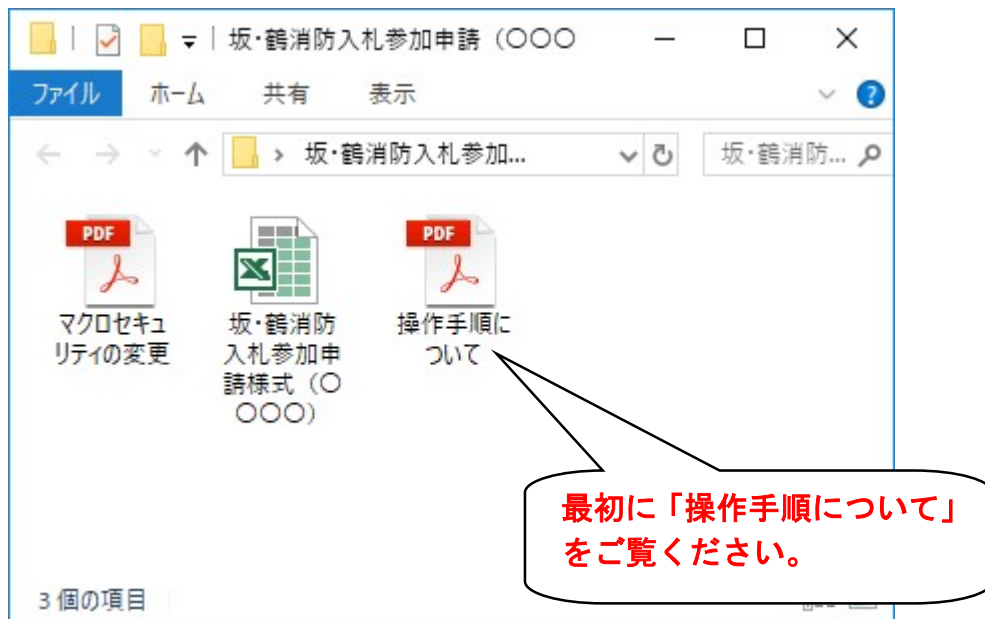 坂・鶴消防入札参加申請（〇〇〇
ファイル ホーム 共有 表示
坂・鶴消防入札参加... 坂・鶴消防...
PDF PDF
マクロセキュ
リティの変更
坂・鶴消防
入札参加申
請様式（〇
〇〇〇）
操作手順に
ついて
最初に「操作手順について」
をご覧ください。
3 個の項目